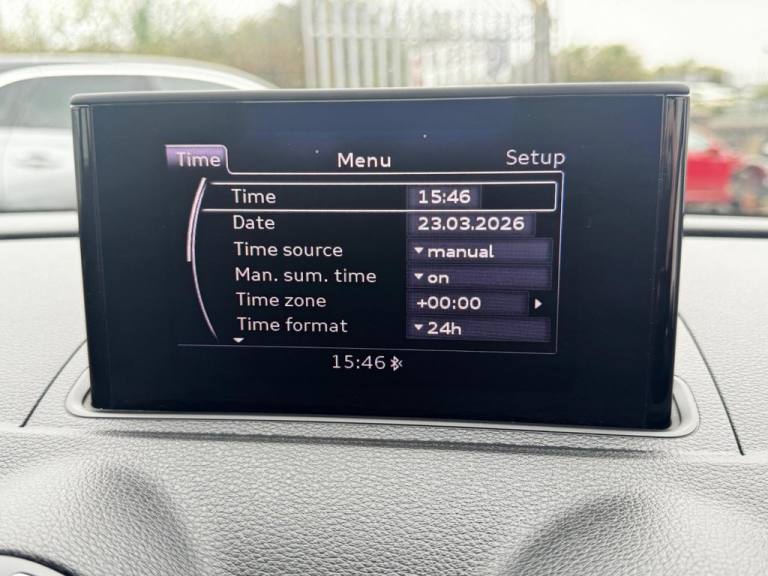 Time Menu Setup
Time 15:46
Date 23.03.2026
Time source manual
Man. sum. time on
Time zone +00:00
Time format 24h
15:46